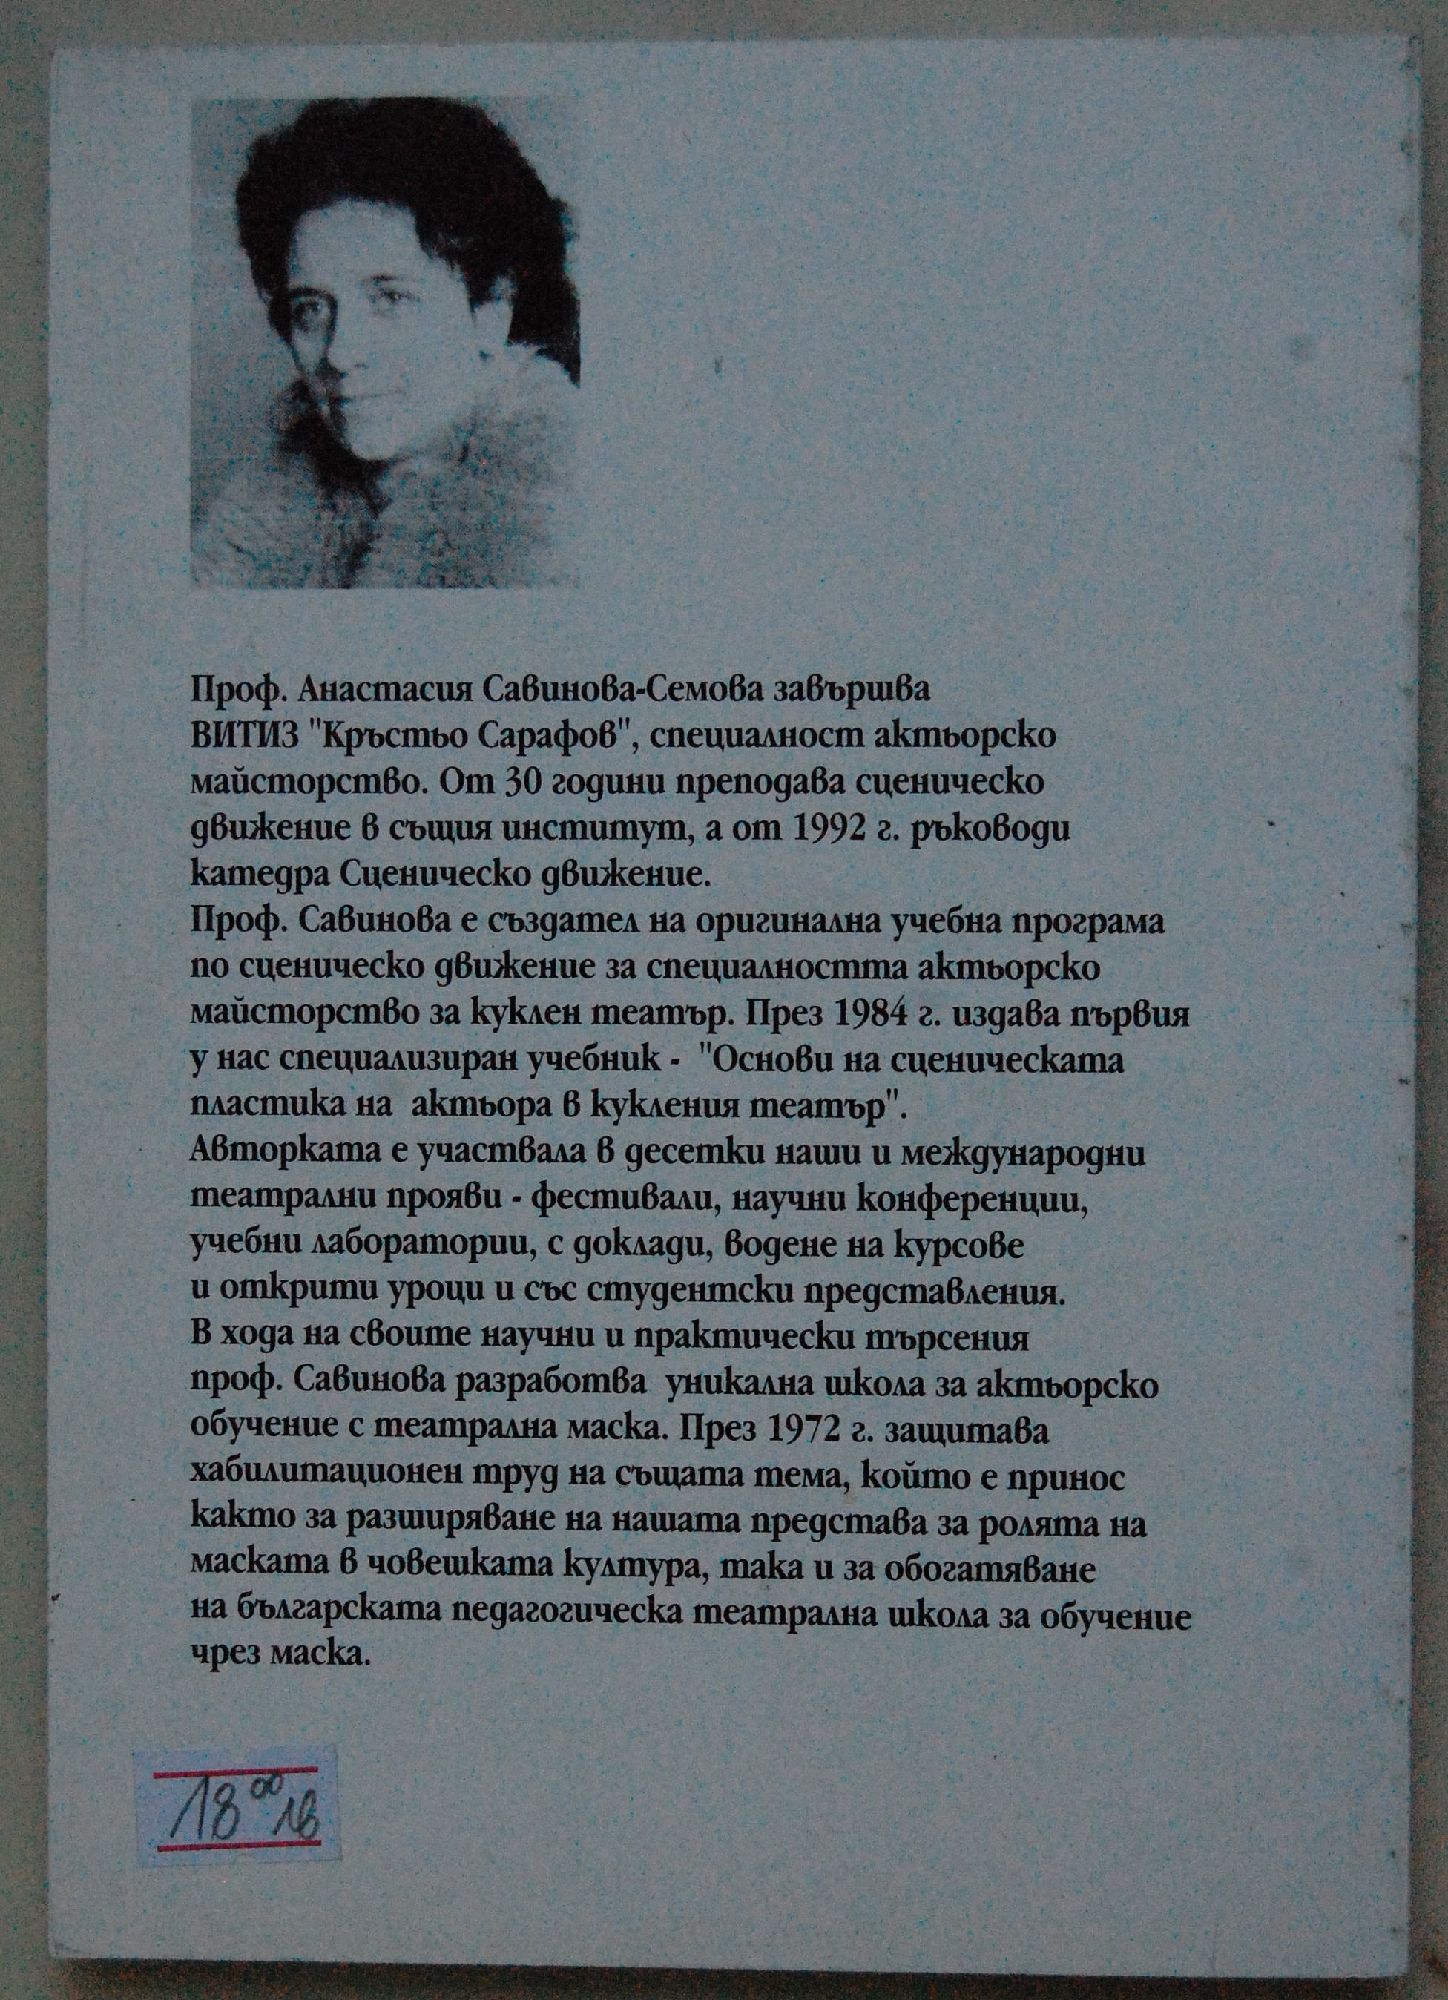 Проф. Анастасия Савинова-Семова завършва
ВИТИЗ "Кръстьо Сарафов", специалност актьорско
майсторство. От 30 години преподава сценическо
движение в същия институт, а от 1992 г. ръководи
катедра Сценическо движение.
Проф. Савинова е създател на оригинална учебна програма
по сценическо движение за специалността актьорско
майсторство за куклен театър. През 1984 г. издава първия
у нас специализиран учебник - "Основи на сценическата
пластика на актьора в кукления театър".
Авторката е участвала в десетки наши и международни
театрални прояви - фестивали, научни конференции,
учебни лаборатории, с доклади, водене на курсове
и открити уроци и със студентски представления.
В хода на своите научни и практически търсения
проф. Савинова разработва уникална школа за актьорско
обучение с театрална маска. През 1972 г. защитава
хабилитационен труд на същата тема, който е принос
както за разширяване на нашата представа за ролята на
маската в човешката култура, така и за обогатяване
на българската педагогическа театрална школа за обучение
чрез маска.
18 00 лв